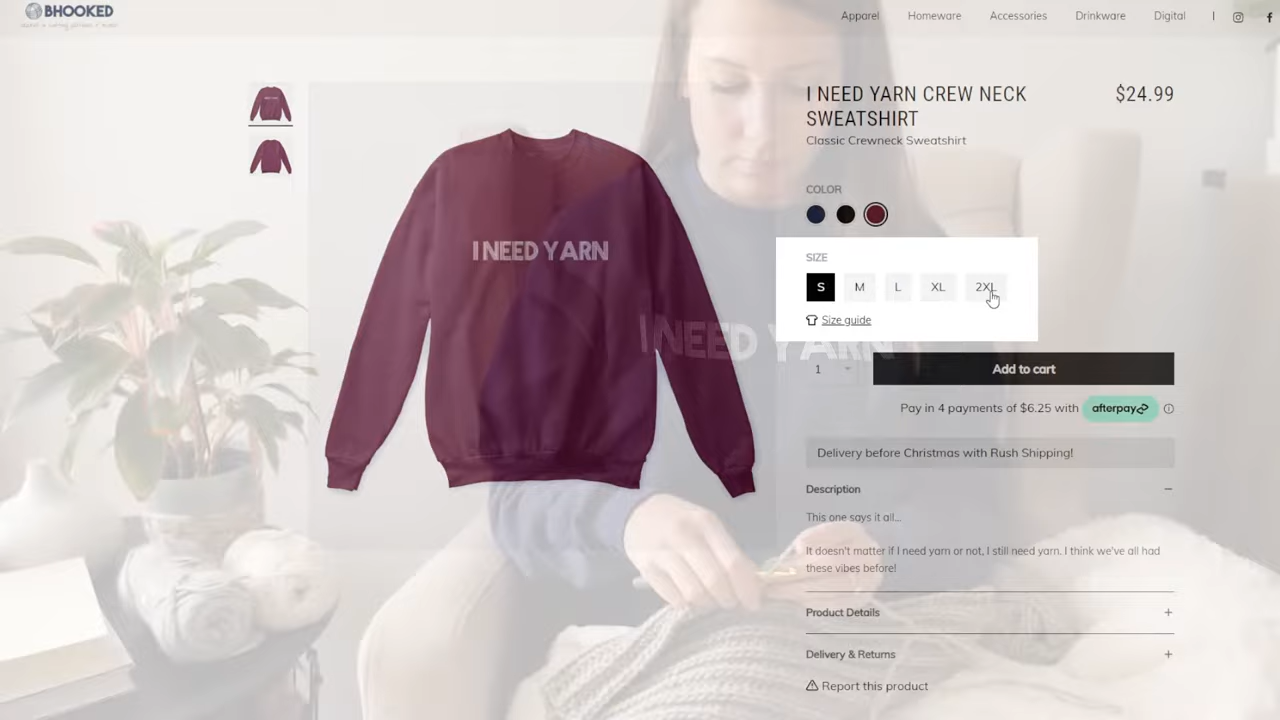 BHOOKED
Apparel
Homeware
Accessories
Drinkware
Digital
I NEED YARN CREW NECK
SWEATSHIRT
$24.99
Classic Crewneck Sweatshirt
COLOR
I NEED YARN
SIZE
S
M
L
XL
2XL
Size guide
I NEED YARN
1
Add to cart
Pay in 4 payments of $6.25 with afterpay
Delivery before Christmas with Rush Shipping!
Description
This one says it all...
It doesn't matter if I need yarn or not, I still need yarn. I think we've all had
these vibes before!
Product Details
Delivery & Returns
Report this product